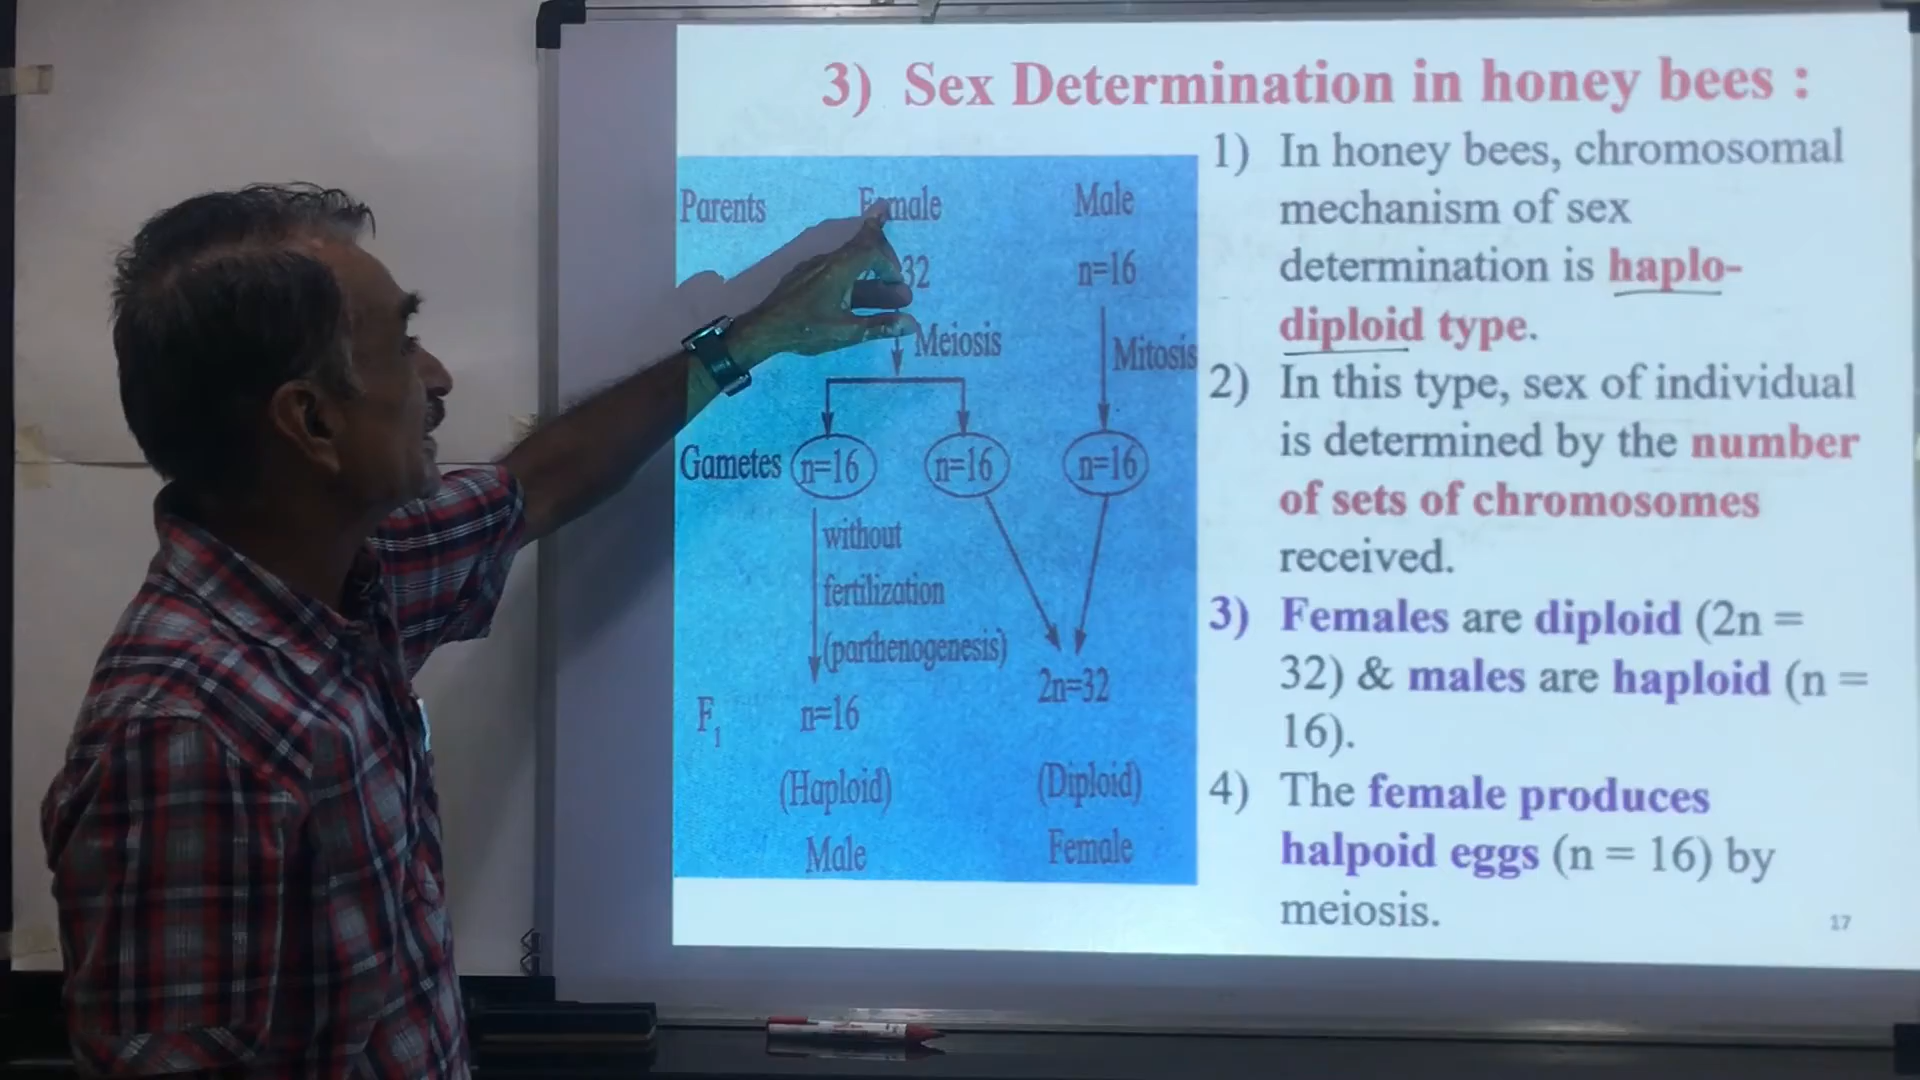 3) Sex Determination in honey bees :
Parents Female Male
32 n=16
Meiosis Mitosis
Gametes n=16 n=16 n=16
without
fertilization
(parthenogenesis)
2n=32
F1 n=16
(Haploid) (Diploid)
Male Female
1) In honey bees, chromosomal
mechanism of sex
determination is haplo-
diploid type.
2) In this type, sex of individual
is determined by the number
of sets of chromosomes
received.
3) Females are diploid (2n =
32) & males are haploid (n =
16).
4) The female produces
halpoid eggs (n = 16) by
meiosis.
17